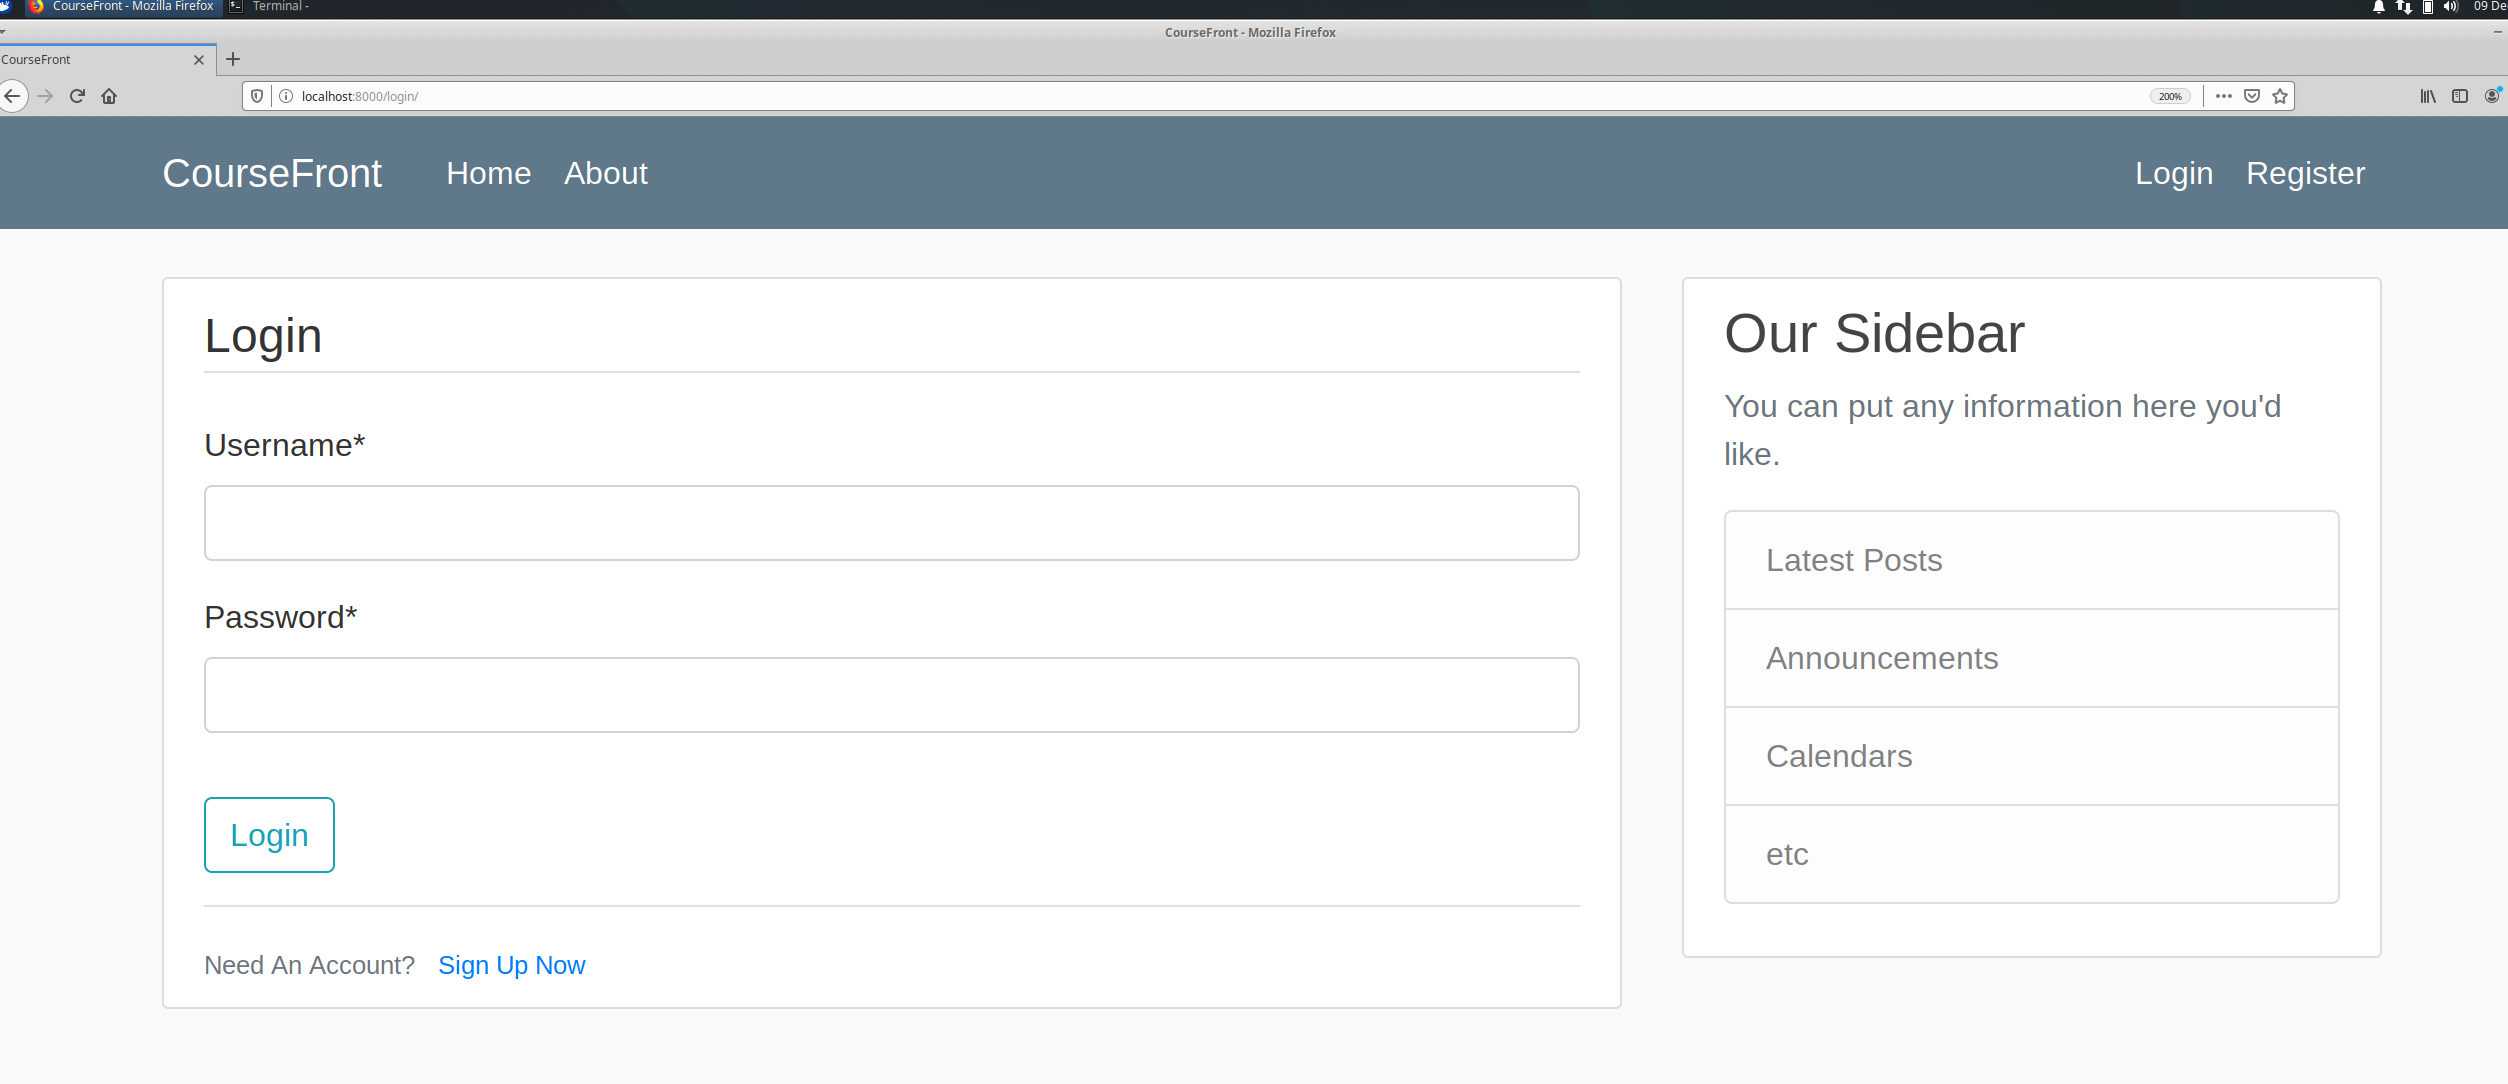 CourseFront - Mozilla Firefox
Terminal -
CourseFront - Mozilla Firefox
CourseFront
localhost:8000/login/
200%
CourseFront Home About Login Register
Login
Username*
Password*
Login
Need An Account? Sign Up Now
Our Sidebar
You can put any information here you'd
like.
Latest Posts
Announcements
Calendars
etc